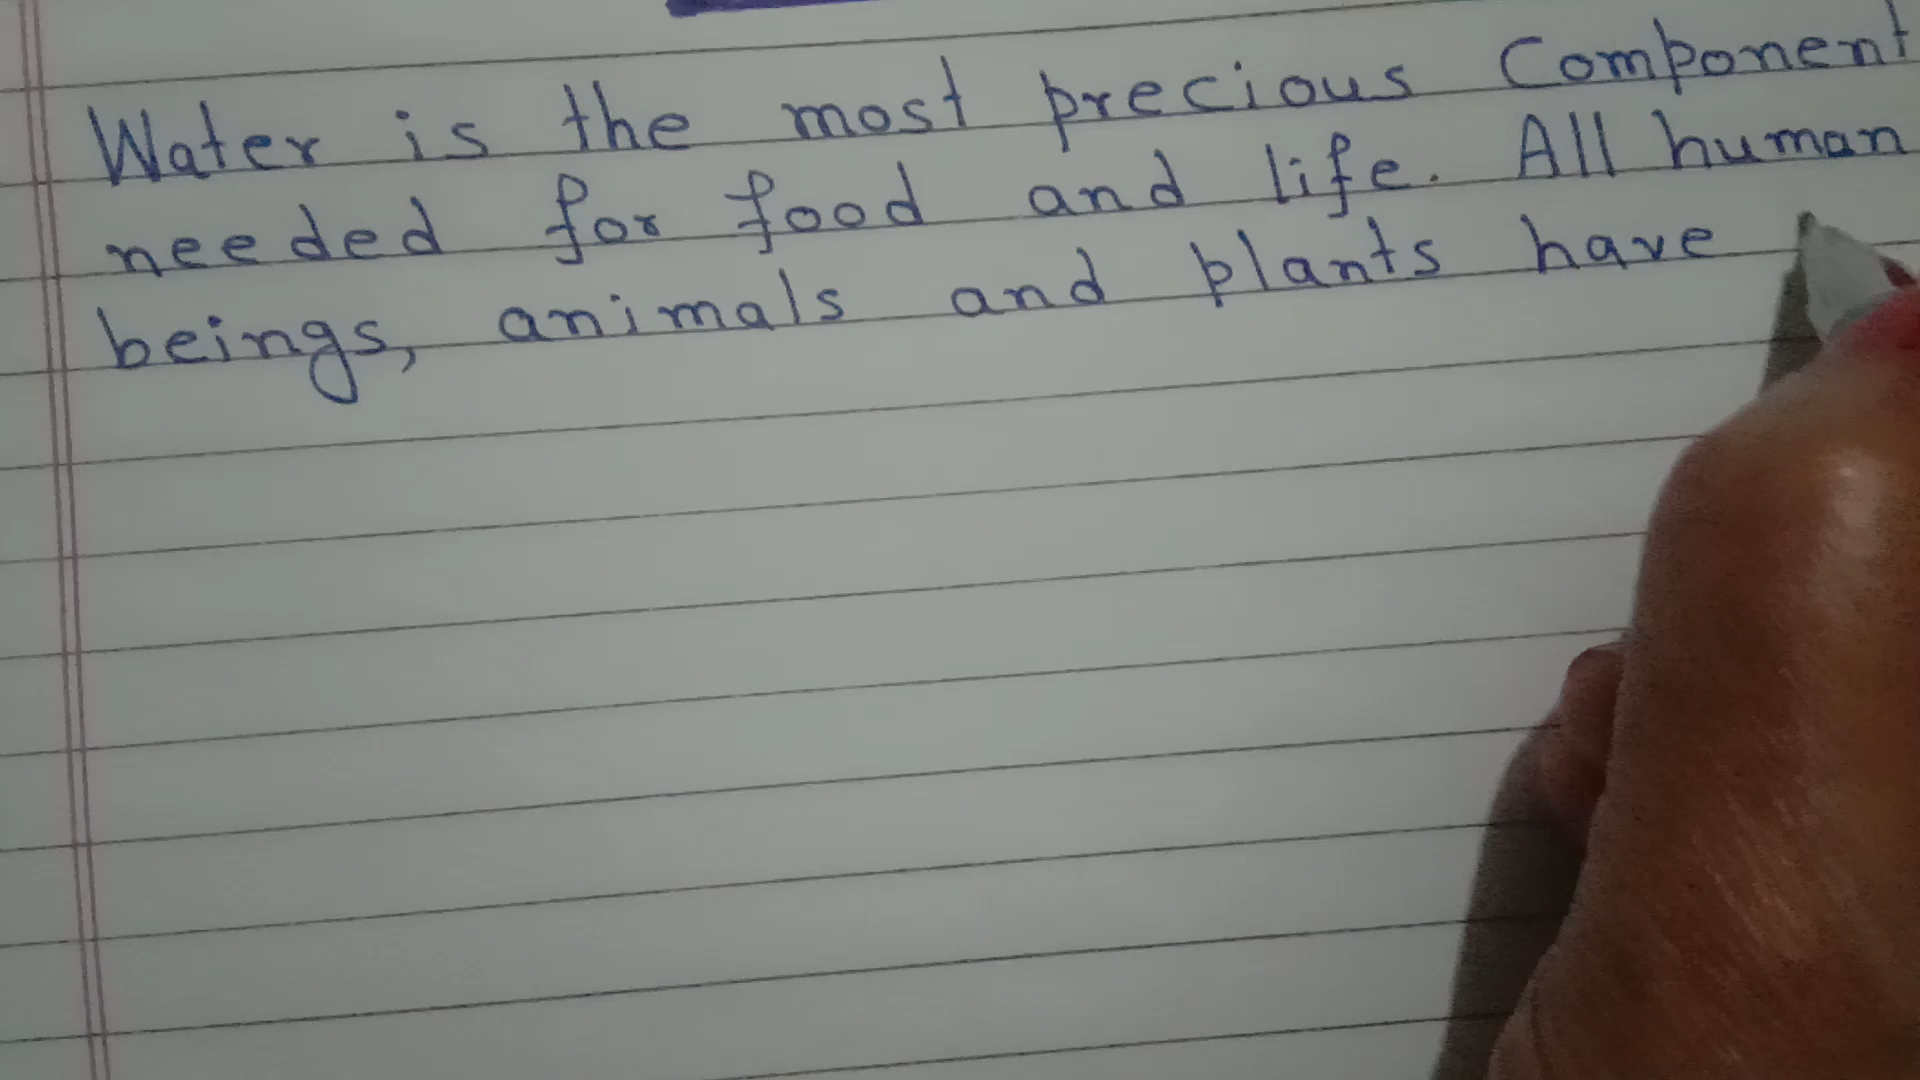 Water is the most precious Component
needed for food and life. All human
beings, animals and plants have